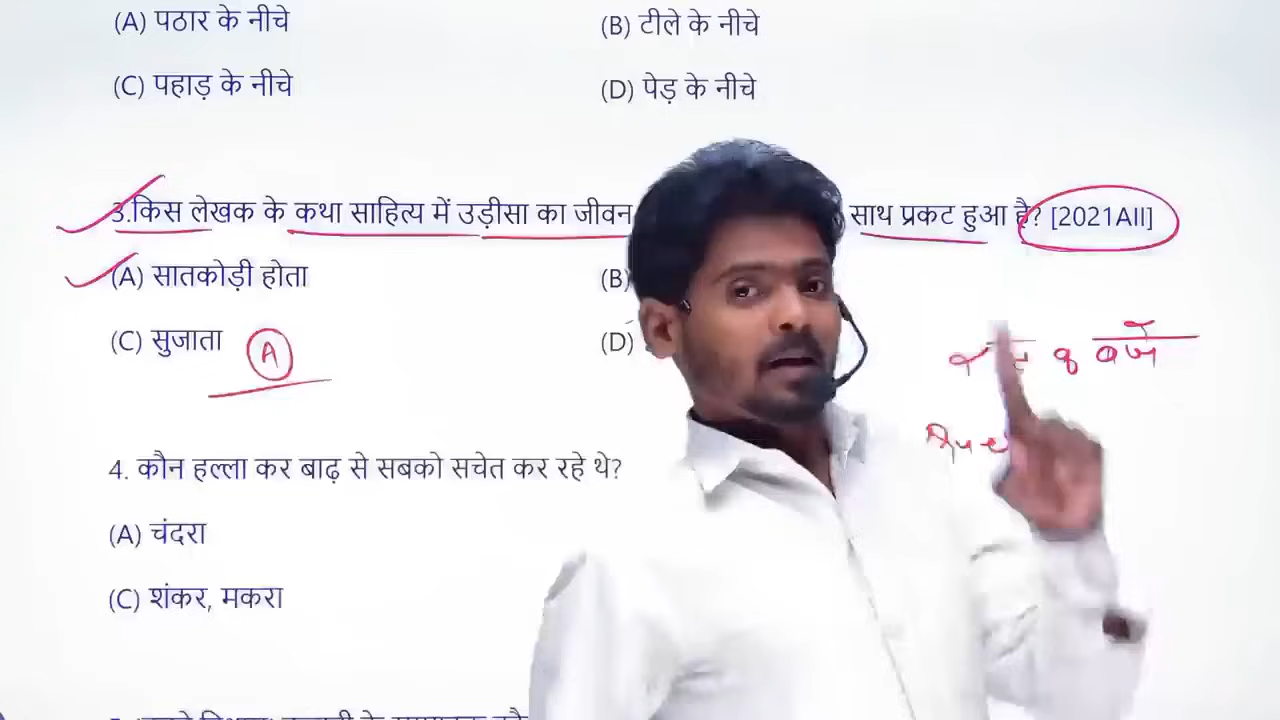 (A) पठार के नीचे (B) टीले के नीचे
(C) पहाड़ के नीचे (D) पेड़ के नीचे
3.किस लेखक के कथा साहित्य में उड़ीसा का जीवन साथ प्रकट हुआ है? [2021AII]
(A) सातकोड़ी होता (B)
(C) सुजाता (D)
A
4. कौन हल्ला कर बाढ़ से सबको सचेत कर रहे थे?
(A) चंदरा
(C) शंकर, मकरा